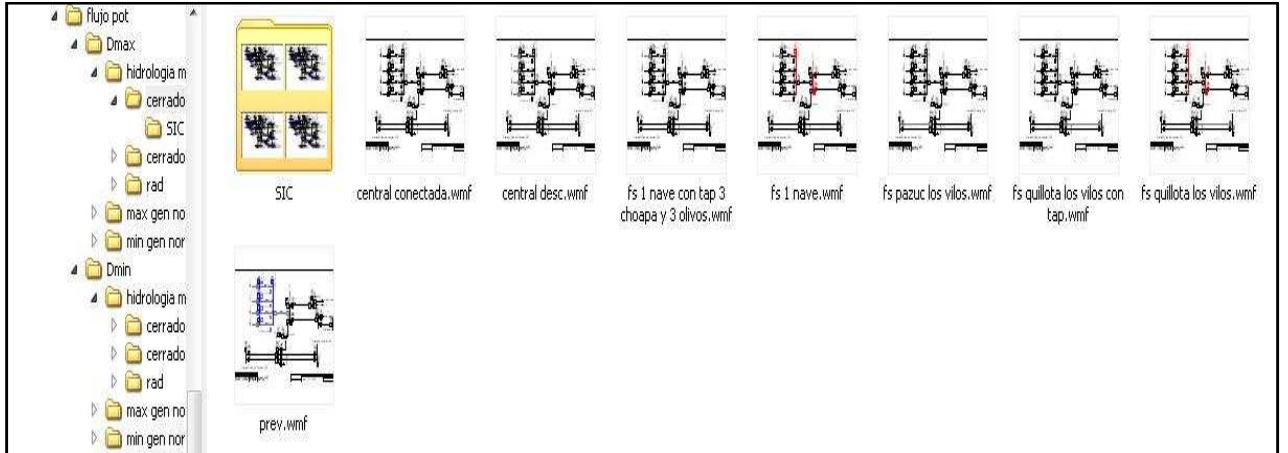 flujo pot
Dmax
hidrologia m
cerrado
SIC
cerrado
rad
max gen no
min gen nor
Dmin
hidrologia m
cerrado
cerrado
rad
max gen no
min gen nor
SIC
central conectada.wmf
central desc.wmf
fs 1 nave con tap 3
choapa y 3 olivos.wmf
fs 1 nave.wmf
fs pazuc los vilos.wmf
fs quillota los vilos con
tap.wmf
fs quillota los vilos.wmf
prev.wmf